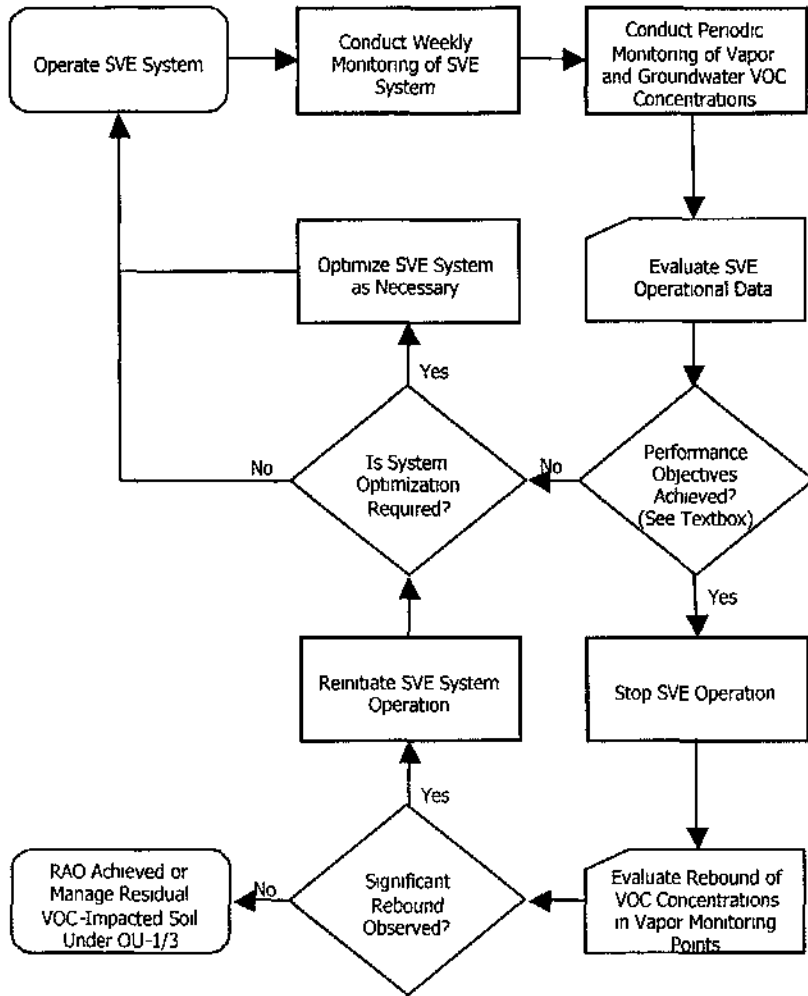 Operate SVE System
Conduct Weekly
Monitoring of SVE
System
Conduct Periodic
Monitoring of Vapor
and Groundwater VOC
Concentrations
Optimize SVE System
as Necessary
Evaluate SVE
Operational Data
Yes
No
Is System
Optimization
Required?
No
Performance
Objectives
Achieved?
(See Textbox)
Yes
Reinitiate SVE System
Operation
Stop SVE Operation
Yes
RAO Achieved or
Manage Residual
VOC-Impacted Soil
Under OU-1/3
No
Significant
Rebound
Observed?
Evaluate Rebound of
VOC Concentrations
in Vapor Monitoring
Points